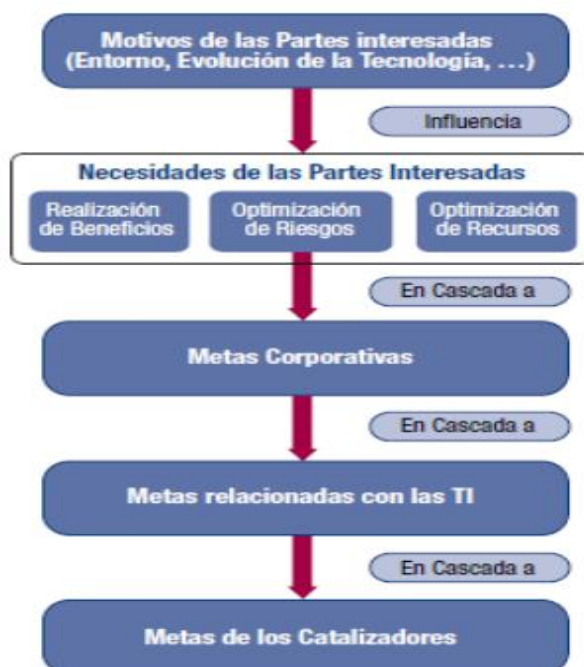 Motivos de las Partes interesadas
(Entorno, Evolución de la Tecnología, ...)
Influencia
Necesidades de las Partes Interesadas
Realización
de Beneficios
Optimización
de Riesgos
Optimización
de Recursos
En Cascada a
Metas Corporativas
En Cascada a
Metas relacionadas con las TI
En Cascada a
Metas de los Catalizadores